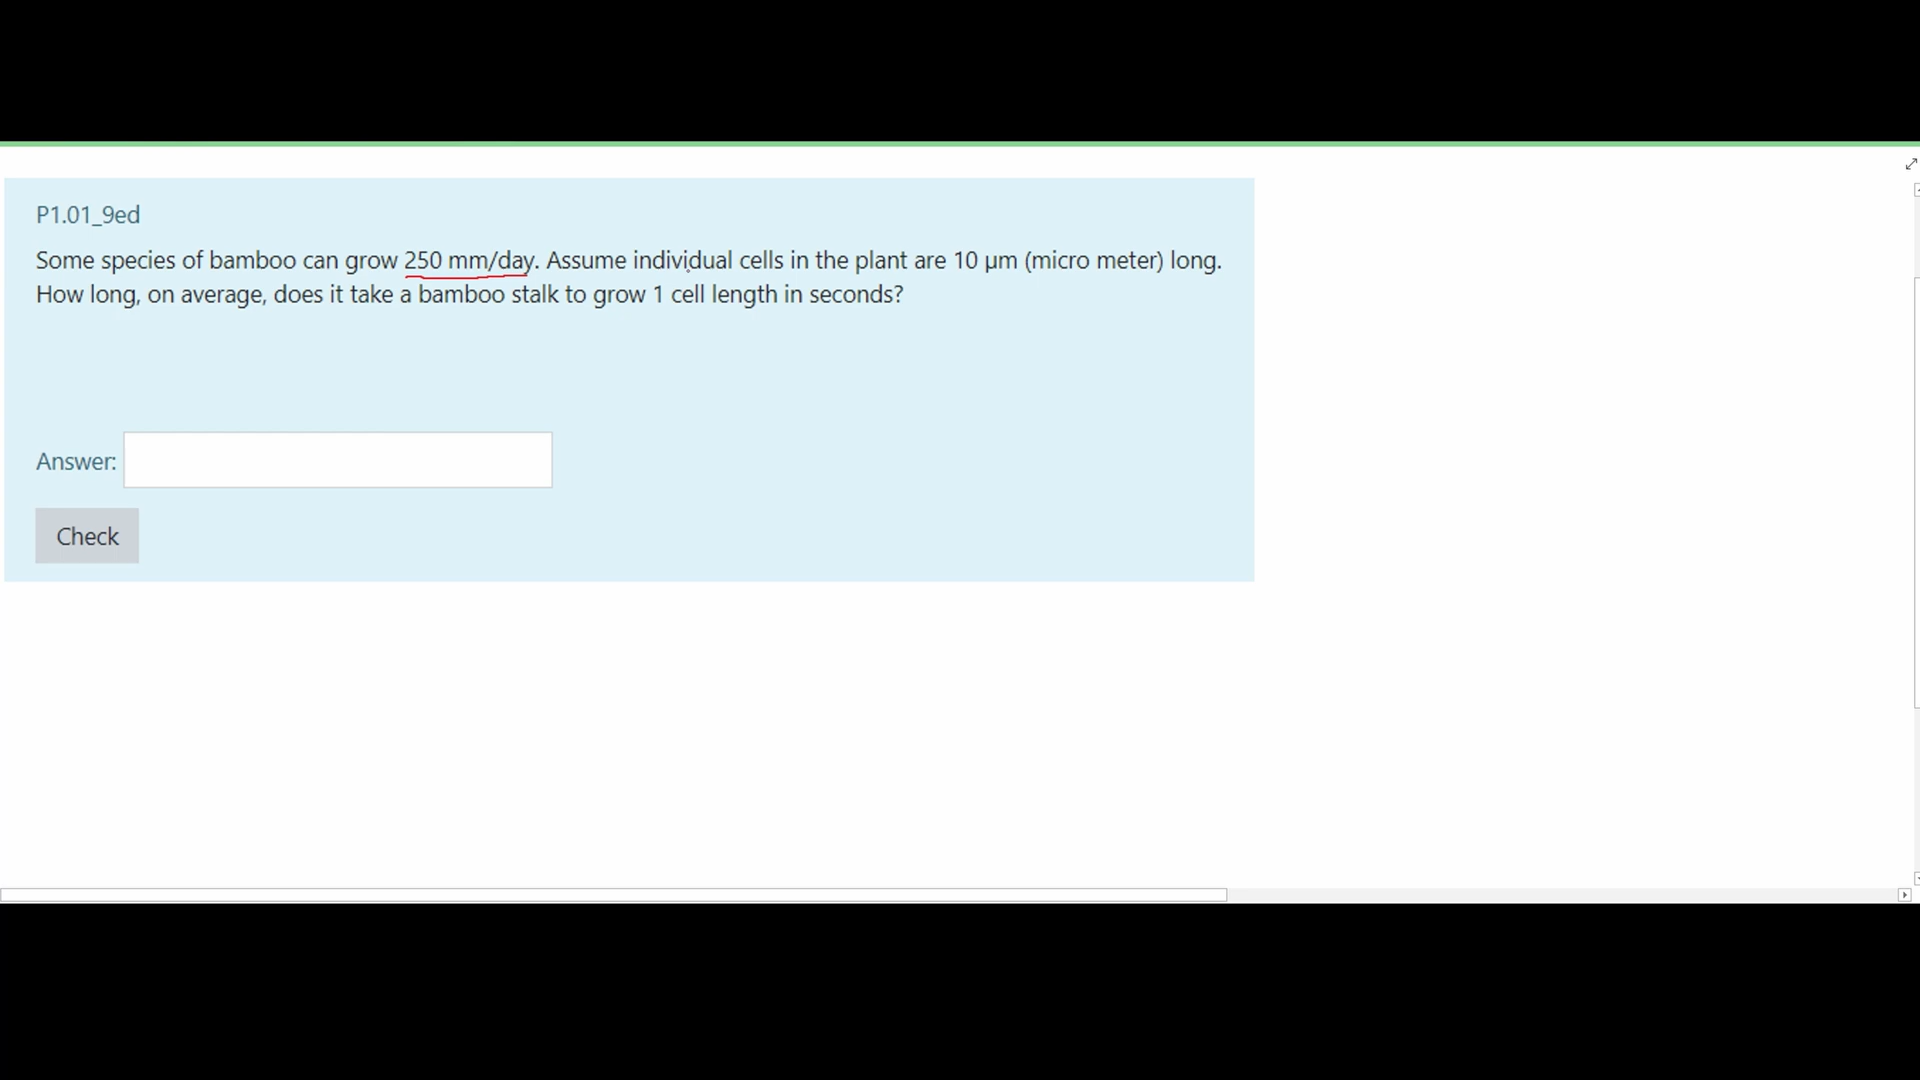 P1.01_9ed
Some species of bamboo can grow 250 mm/day. Assume individual cells in the plant are 10 μm (micro meter) long.
How long, on average, does it take a bamboo stalk to grow 1 cell length in seconds?
Answer:
Check